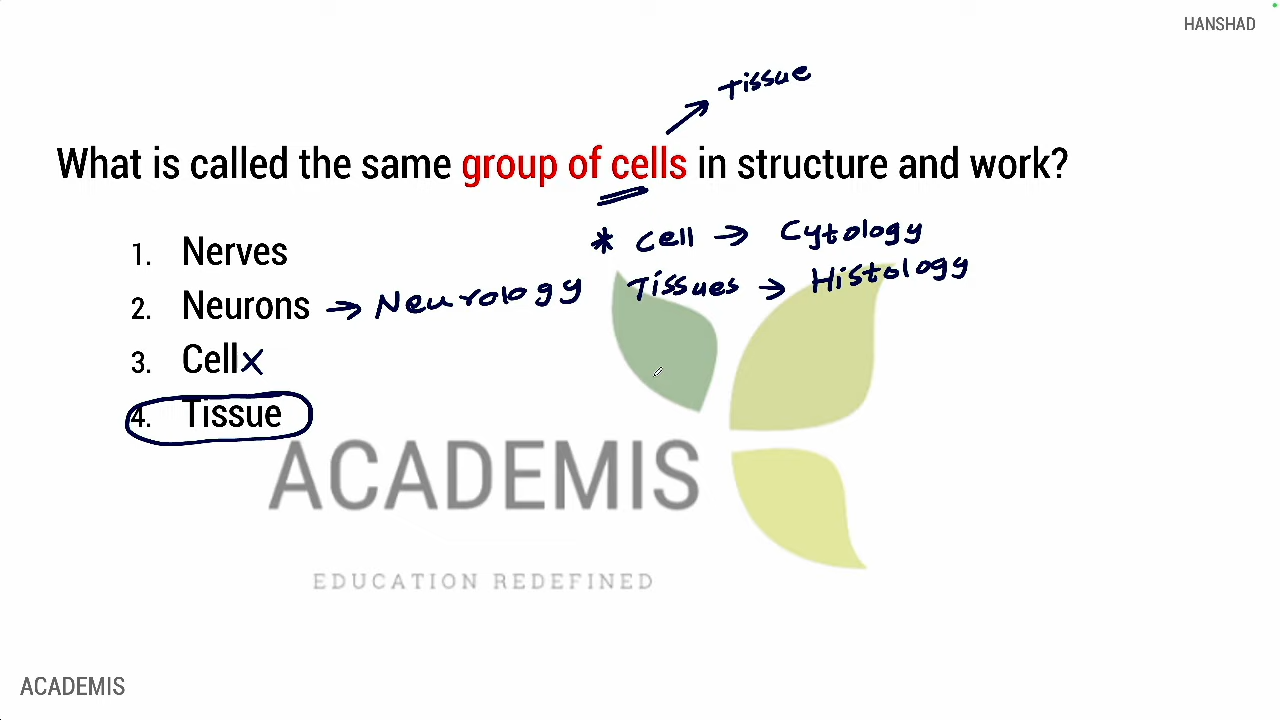 HANSHAD
Tissue
What is called the same group of cells in structure and work?
1. Nerves
* Cell → Cytology
2. Neurons → Neurology
Tissues → Histology
3. Cell x
4. Tissue
ACADEMIS
EDUCATION REDEFINED
ACADEMIS